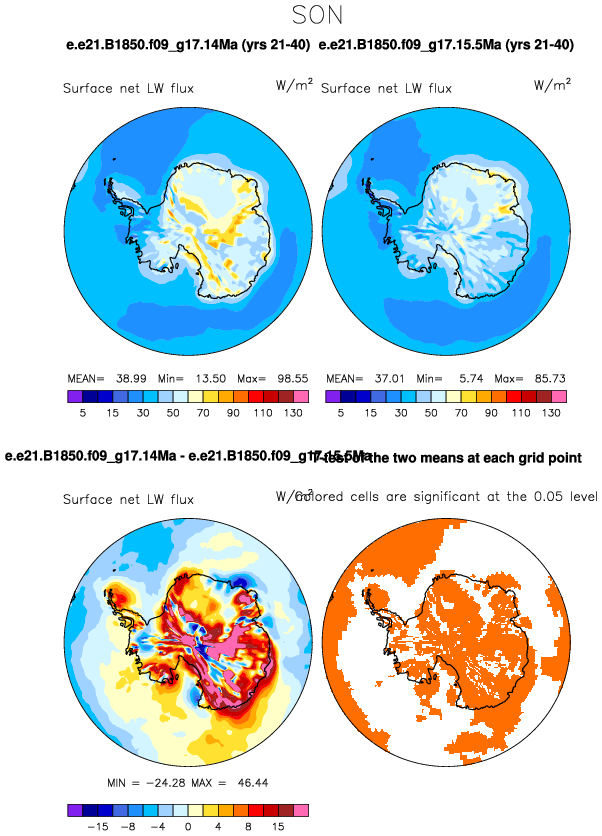 SON
e.e21.B1850.f09_g17.14Ma (yrs 21-40) e.e21.B1850.f09_g17.15.5Ma (yrs 21-40)
Surface net LW flux W/m² Surface net LW flux W/m²
MEAN= 38.99 Min= 13.50 Max= 98.55 MEAN= 37.01 Min= 5.74 Max= 85.73
5 15 30 50 70 90 110 130 5 15 30 50 70 90 110 130
e.e21.B1850.f09_g17.14Ma - e.e21.B1850.f09_g17.15.5Ma T-test of the two means at each grid point
Surface net LW flux W/m² Colored cells are significant at the 0.05 level
MIN = -24.28 MAX = 46.44
-15 -8 -4 0 4 8 15